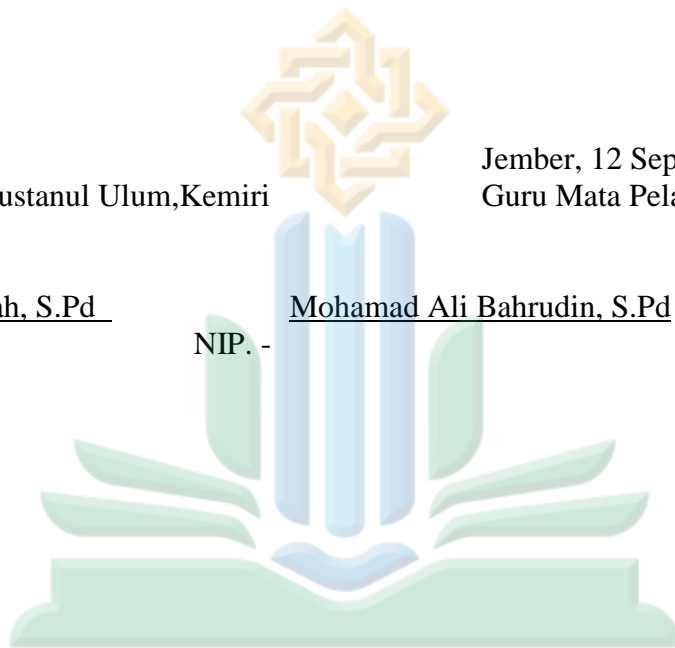 Jember, 12 Sep
ustanul Ulum,Kemiri Guru Mata Pela
ah, S.Pd Mohamad Ali Bahrudin, S.Pd
NIP. -